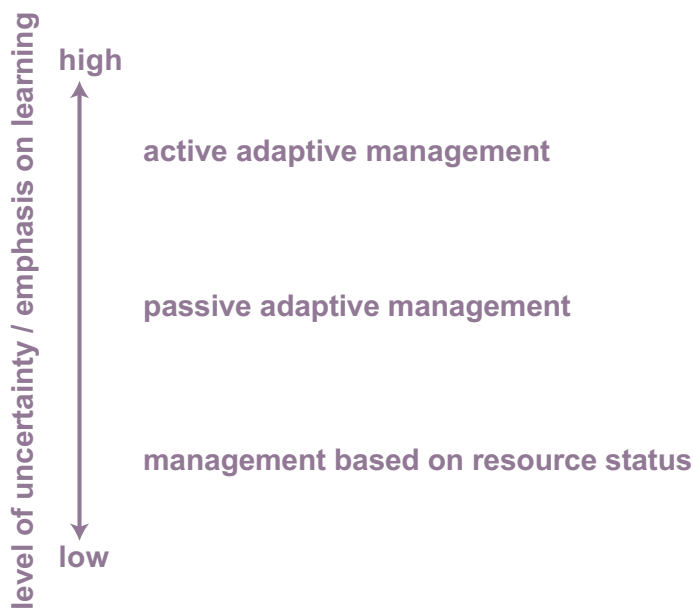 level of uncertainty / emphasis on learning
high
active adaptive management
passive adaptive management
management based on resource status
low